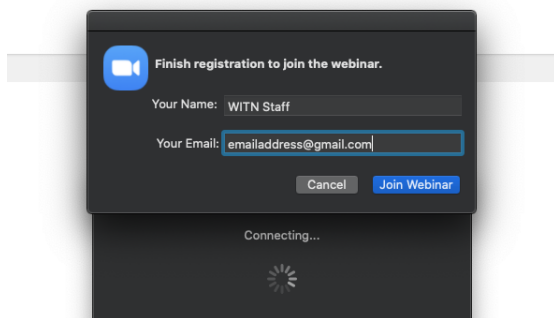 Finish registration to join the webinar.
Your Name: WITN Staff
Your Email: emailaddress@gmail.com
Cancel Join Webinar
Connecting...